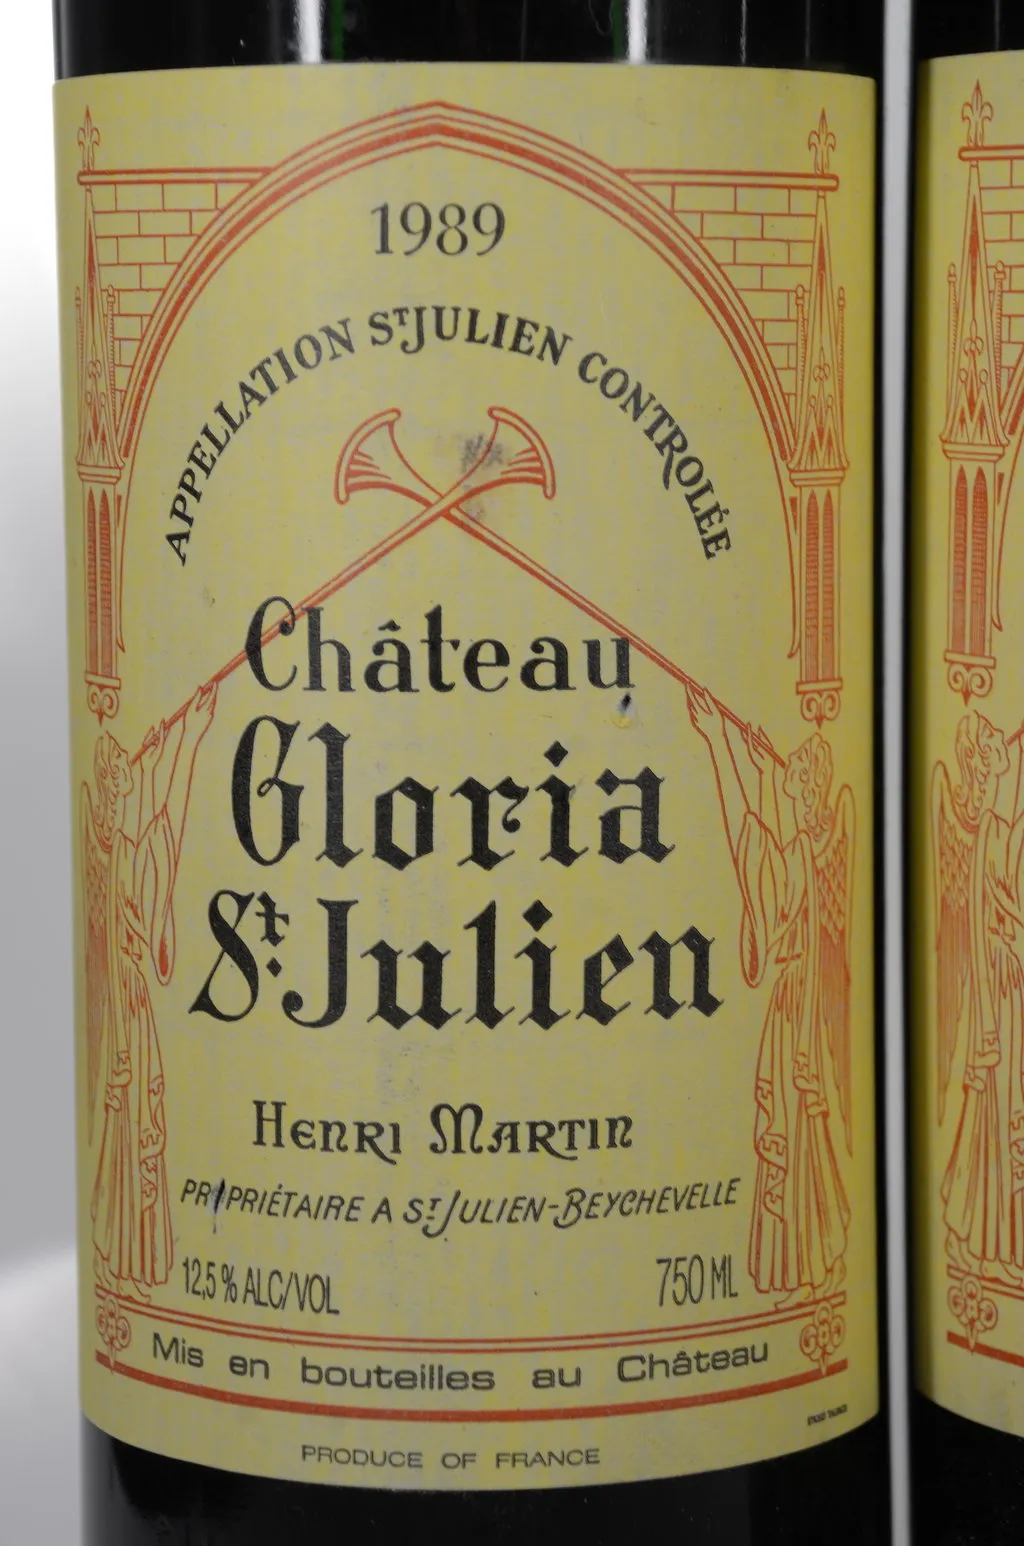 1989
APPELLATION ST JULIEN CONTROLÉE
Château
Gloria
St. Julien
HENRI MARTIN
PROPRIÉTAIRE A ST JULIEN-BEYCHEVELLE
12,5 % ALC/VOL
750 ML
Mis en bouteilles au Château
PRODUCE OF FRANCE